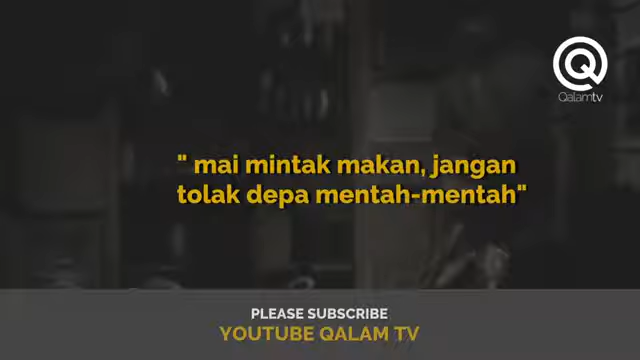 Qalamtv
" mai mintak makan, jangan
tolak depa mentah-mentah"
PLEASE SUBSCRIBE
YOUTUBE QALAM TV